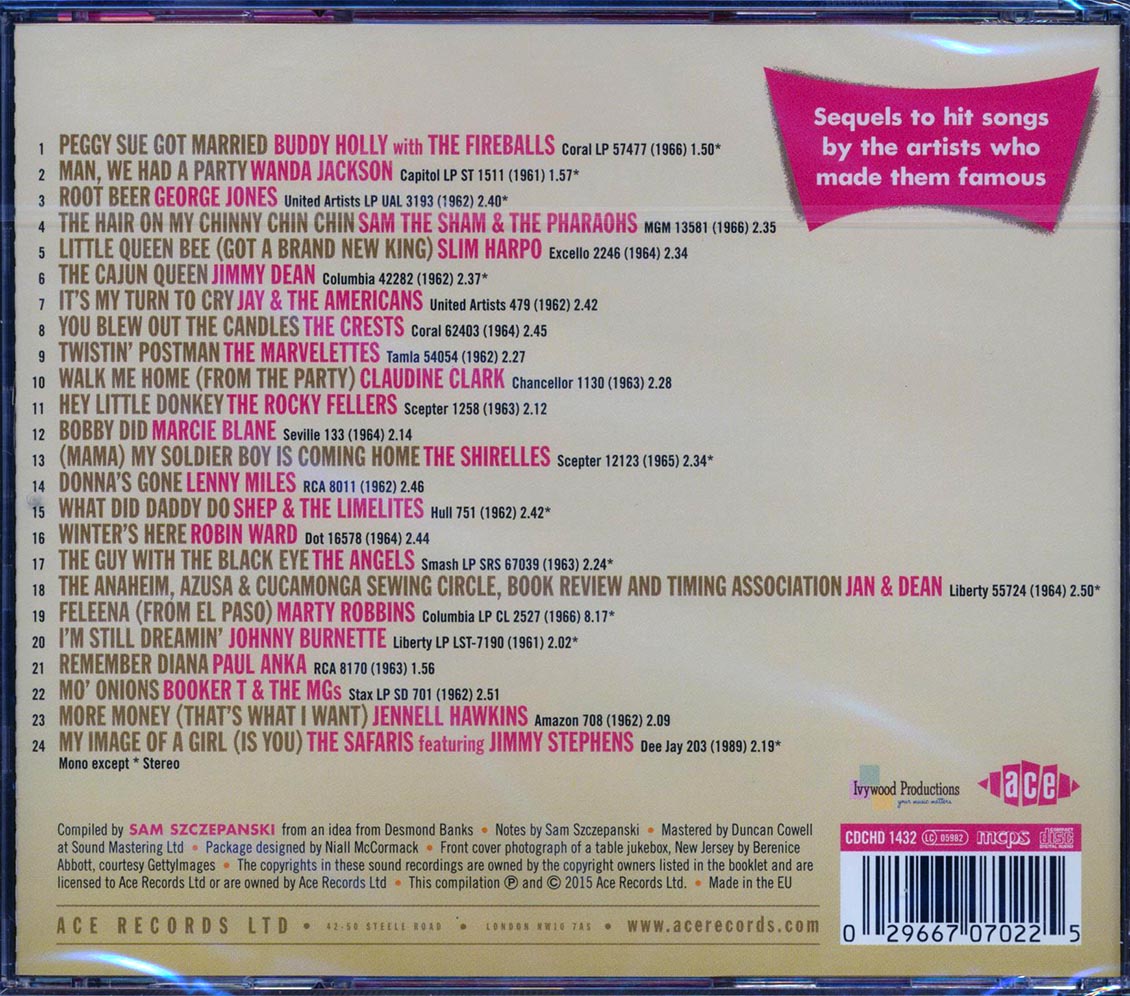 Sequels to hit songs
by the artists who
made them famous
1 PEGGY SUE GOT MARRIED BUDDY HOLLY with THE FIREBALLS Coral LP 57477 (1966) 1.50*
2 MAN, WE HAD A PARTY WANDA JACKSON Capitol LP ST 1511 (1961) 1.57*
3 ROOT BEER GEORGE JONES United Artists LP UAL 3193 (1962) 2.40*
4 THE HAIR ON MY CHINNY CHIN CHIN SAM THE SHAM & THE PHARAOHS MGM 13581 (1966) 2.35
5 LITTLE QUEEN BEE (GOT A BRAND NEW KING) SLIM HARPO Excello 2246 (1964) 2.34
6 THE CAJUN QUEEN JIMMY DEAN Columbia 42282 (1962) 2.37*
7 IT'S MY TURN TO CRY JAY & THE AMERICANS United Artists 479 (1962) 2.42
8 YOU BLEW OUT THE CANDLES THE CRESTS Coral 62403 (1964) 2.45
9 TWISTIN' POSTMAN THE MARVELETTES Tamla 54054 (1962) 2.27
10 WALK ME HOME (FROM THE PARTY) CLAUDINE CLARK Chancellor 1130 (1963) 2.28
11 HEY LITTLE DONKEY THE ROCKY FELLERS Scepter 1258 (1963) 2.12
12 BOBBY DID MARCIE BLANE Seville 133 (1964) 2.14
13 (MAMA) MY SOLDIER BOY IS COMING HOME THE SHIRELLES Scepter 12123 (1965) 2.34*
14 DONNA'S GONE LENNY MILES RCA 8011 (1962) 2.46
15 WHAT DID DADDY DO SHEP & THE LIMELITES Hull 751 (1962) 2.42*
16 WINTER'S HERE ROBIN WARD Dot 16578 (1964) 2.44
17 THE GUY WITH THE BLACK EYE THE ANGELS Smash LP SRS 67039 (1963) 2.24*
18 THE ANAHEIM, AZUSA & CUCAMONGA SEWING CIRCLE, BOOK REVIEW AND TIMING ASSOCIATION JAN & DEAN Liberty 55724 (1964) 2.50*
19 FELEENA (FROM EL PASO) MARTY ROBBINS Columbia LP CL 2527 (1966) 8.17*
20 I'M STILL DREAMIN' JOHNNY BURNETTE Liberty LP LST-7190 (1961) 2.02*
21 REMEMBER DIANA PAUL ANKA RCA 8170 (1963) 1.56
22 MO' ONIONS BOOKER T & THE MGs Stax LP SD 701 (1962) 2.51
23 MORE MONEY (THAT'S WHAT I WANT) JENNELL HAWKINS Amazon 708 (1962) 2.09
24 MY IMAGE OF A GIRL (IS YOU) THE SAFARIS featuring JIMMY STEPHENS Dee Jay 203 (1989) 2.19*
Mono except * Stereo
Ivywood Productions
your music matters
ace
Compiled by SAM SZCZEPANSKI from an idea from Desmond Banks • Notes by Sam Szczepanski • Mastered by Duncan Cowell
at Sound Mastering Ltd • Package designed by Niall McCormack • Front cover photograph of a table jukebox, New Jersey by Berenice
Abbott, courtesy GettyImages • The copyrights in these sound recordings are owned by the copyright owners listed in the booklet and are
licensed to Ace Records Ltd or are owned by Ace Records Ltd • This compilation Ⓟ and © 2015 Ace Records Ltd. • Made in the EU
CDCHD 1432 LC 05982 mcps COMPACT disc DIGITAL AUDIO
ACE RECORDS LTD • 42-50 STEELE ROAD • LONDON NW10 7AS • www.acerecords.com
0 29667 07022 5